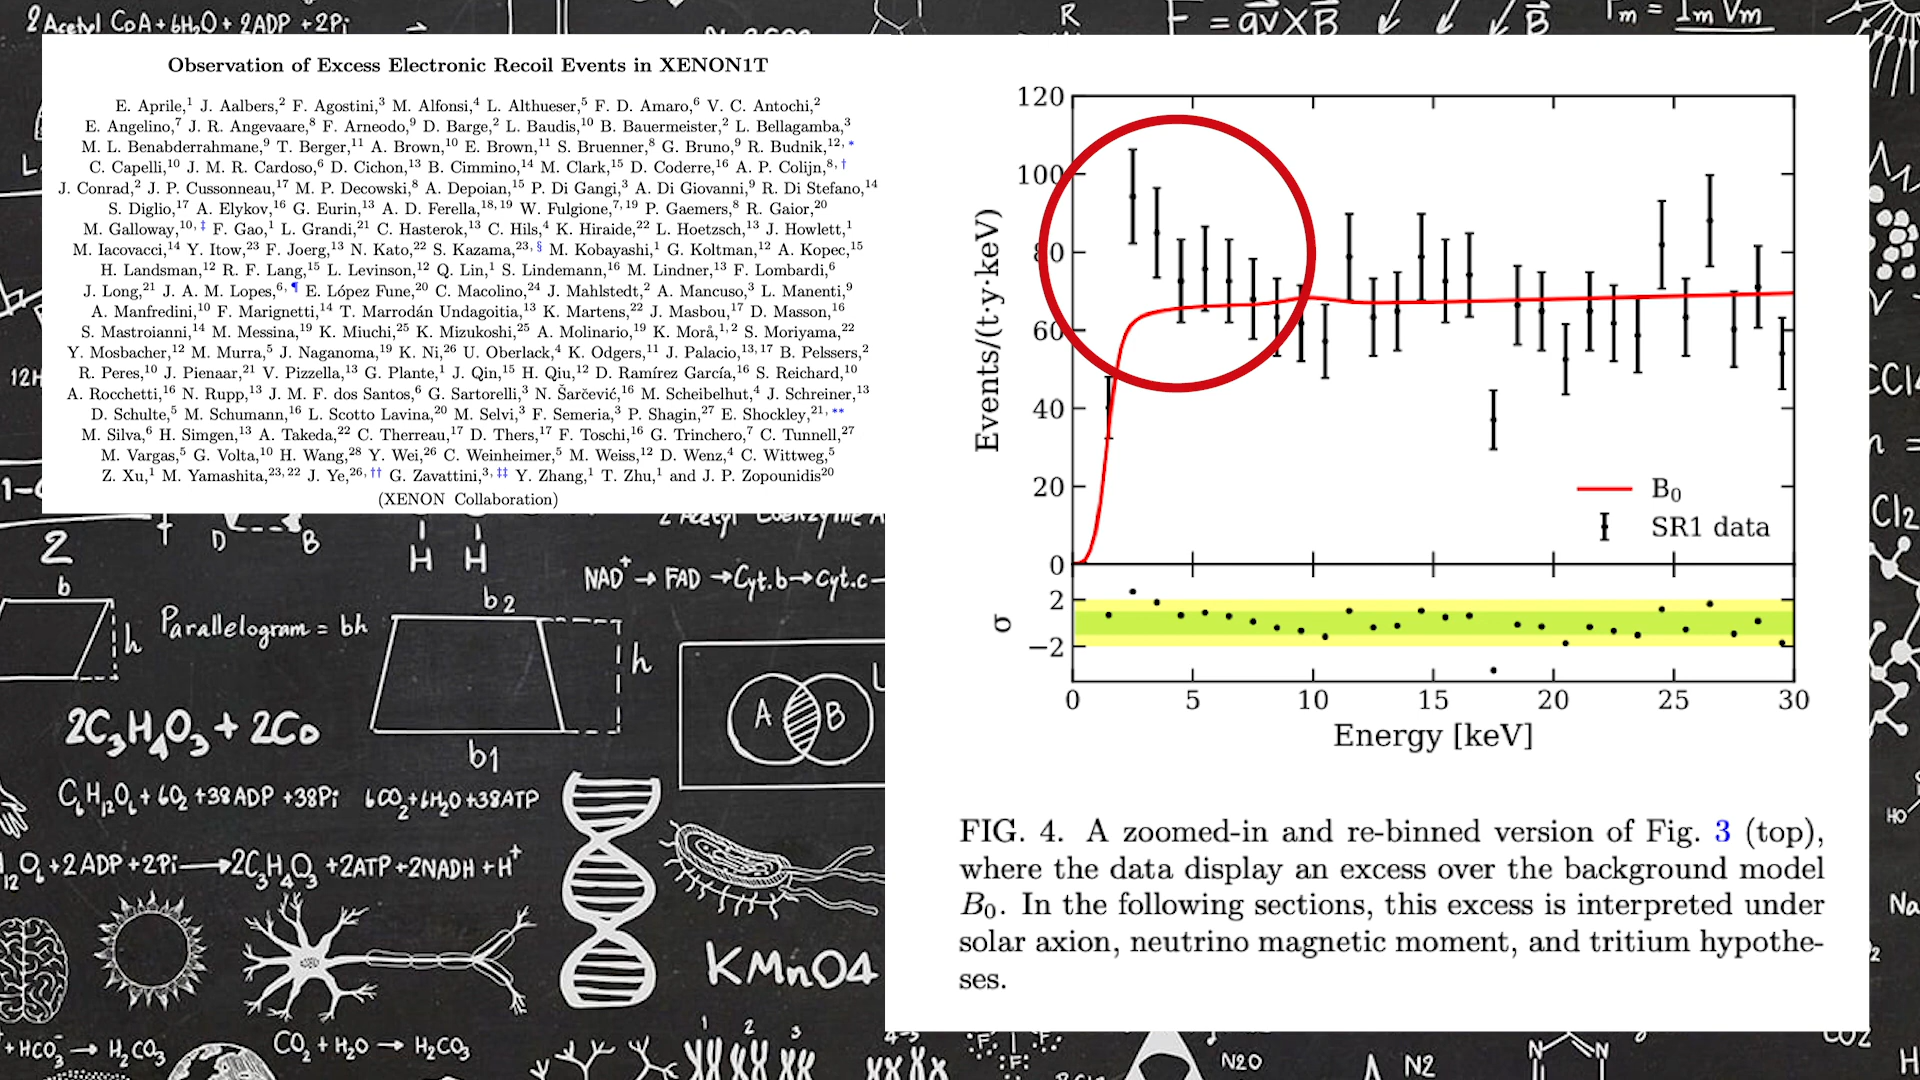 2 Acetyl CoA + 6H₂O + 2ADP + 2Pi
R
= qv x B
B
Observation of Excess Electronic Recoil Events in XENON1T
E. Aprile,¹ J. Aalbers,² F. Agostini,³ M. Alfonsi,⁴ L. Althueser,⁵ F. D. Amaro,⁶ V. C. Antochi,²
E. Angelino,⁷ J. R. Angevaare,⁸ F. Arneodo,⁹ D. Barge,² L. Baudis,¹⁰ B. Bauermeister,² L. Bellagamba,³
M. L. Benabderrahmane,⁹ T. Berger,¹¹ A. Brown,¹⁰ E. Brown,¹¹ S. Bruenner,⁸ G. Bruno,⁹ R. Budnik,¹²,*
C. Capelli,¹⁰ J. M. R. Cardoso,⁶ D. Cichon,¹³ B. Cimmino,¹⁴ M. Clark,¹⁵ D. Coderre,¹⁶ A. P. Colijn,⁸,†
J. Conrad,² J. P. Cussonneau,¹⁷ M. P. Decowski,⁸ A. Depoian,¹⁵ P. Di Gangi,³ A. Di Giovanni,⁹ R. Di Stefano,¹⁴
S. Diglio,¹⁷ A. Elykov,¹⁶ G. Eurin,¹³ A. D. Ferella,¹⁸,¹⁹ W. Fulgione,⁷,¹⁹ P. Gaemers,⁸ R. Gaior,²⁰
M. Galloway,¹⁰,‡ F. Gao,¹ L. Grandi,²¹ C. Hasterok,¹³ C. Hils,⁴ K. Hiraide,²² L. Hoetzsch,¹³ J. Howlett,¹
M. Iacovacci,¹⁴ Y. Itow,²³ F. Joerg,¹³ N. Kato,²² S. Kazama,²³,§ M. Kobayashi,¹ G. Koltman,¹² A. Kopec,¹⁵
H. Landsman,¹² R. F. Lang,¹⁵ L. Levinson,¹² Q. Lin,¹ S. Lindemann,¹⁶ M. Lindner,¹³ F. Lombardi,⁶
J. Long,²¹ J. A. M. Lopes,⁶,¶ E. López Fune,²⁰ C. Macolino,²⁴ J. Mahlstedt,² A. Mancuso,³ L. Manenti,⁹
A. Manfredini,¹⁰ F. Marignetti,¹⁴ T. Marrodán Undagoitia,¹³ K. Martens,²² J. Masbou,¹⁷ D. Masson,¹⁶
S. Mastroianni,¹⁴ M. Messina,¹⁹ K. Miuchi,²⁵ K. Mizukoshi,²⁵ A. Molinario,¹⁹ K. Morå,¹,² S. Moriyama,²²
Y. Mosbacher,¹² M. Murra,⁵ J. Naganoma,¹⁹ K. Ni,²⁶ U. Oberlack,⁴ K. Odgers,¹¹ J. Palacio,¹³,¹⁷ B. Pelssers,²
R. Peres,¹⁰ J. Pienaar,²¹ V. Pizzella,¹³ G. Plante,¹ J. Qin,¹⁵ H. Qiu,¹² D. Ramírez García,¹⁶ S. Reichard,¹⁰
A. Rocchetti,¹⁶ N. Rupp,¹³ J. M. F. dos Santos,⁶ G. Sartorelli,³ N. Šarčević,¹⁶ M. Scheibelhut,⁴ J. Schreiner,¹³
D. Schulte,⁵ M. Schumann,¹⁶ L. Scotto Lavina,²⁰ M. Selvi,³ F. Semeria,³ P. Shagin,²⁷ E. Shockley,²¹,**
M. Silva,⁶ H. Simgen,¹³ A. Takeda,²² C. Therreau,¹⁷ D. Thers,¹⁷ F. Toschi,¹⁶ G. Trinchero,⁷ C. Tunnell,²⁷
M. Vargas,⁵ G. Volta,¹⁰ H. Wang,²⁸ Y. Wei,²⁶ C. Weinheimer,⁵ M. Weiss,¹² D. Wenz,⁴ C. Wittweg,⁵
Z. Xu,¹ M. Yamashita,²³,²² J. Ye,²⁶,†† G. Zavattini,³,‡‡ Y. Zhang,¹ T. Zhu,¹ and J. P. Zopounidis²⁰
(XENON Collaboration)
120
100
80
60
40
20
0
Events/(t·y·keV)
B₀
SR1 data
σ
2
−2
0 5 10 15 20 25 30
Energy [keV]
FIG. 4. A zoomed-in and re-binned version of Fig. 3 (top),
where the data display an excess over the background model
B₀. In the following sections, this excess is interpreted under
solar axion, neutrino magnetic moment, and tritium hypothe-
ses.
2
D B
H H
NAD⁺ → FAD → Cyt.b → Cyt.c
b
h
Parallelogram = bh
b2
h
b1
A B
2C₃H₄O₃ + 2Co
C₆H₁₂O₆ + 6O₂ + 38ADP + 38Pi 6CO₂ + 6H₂O + 38ATP
+ 2ADP + 2Pi → 2C₃H₄O₃ + 2ATP + 2NADH + H⁺
KMnO4
+ HCO₃⁻ → H₂CO₃
CO₂ + H₂O → H₂CO₃
1 2 3
4-5
N2O
N2
N N
CO2
HO